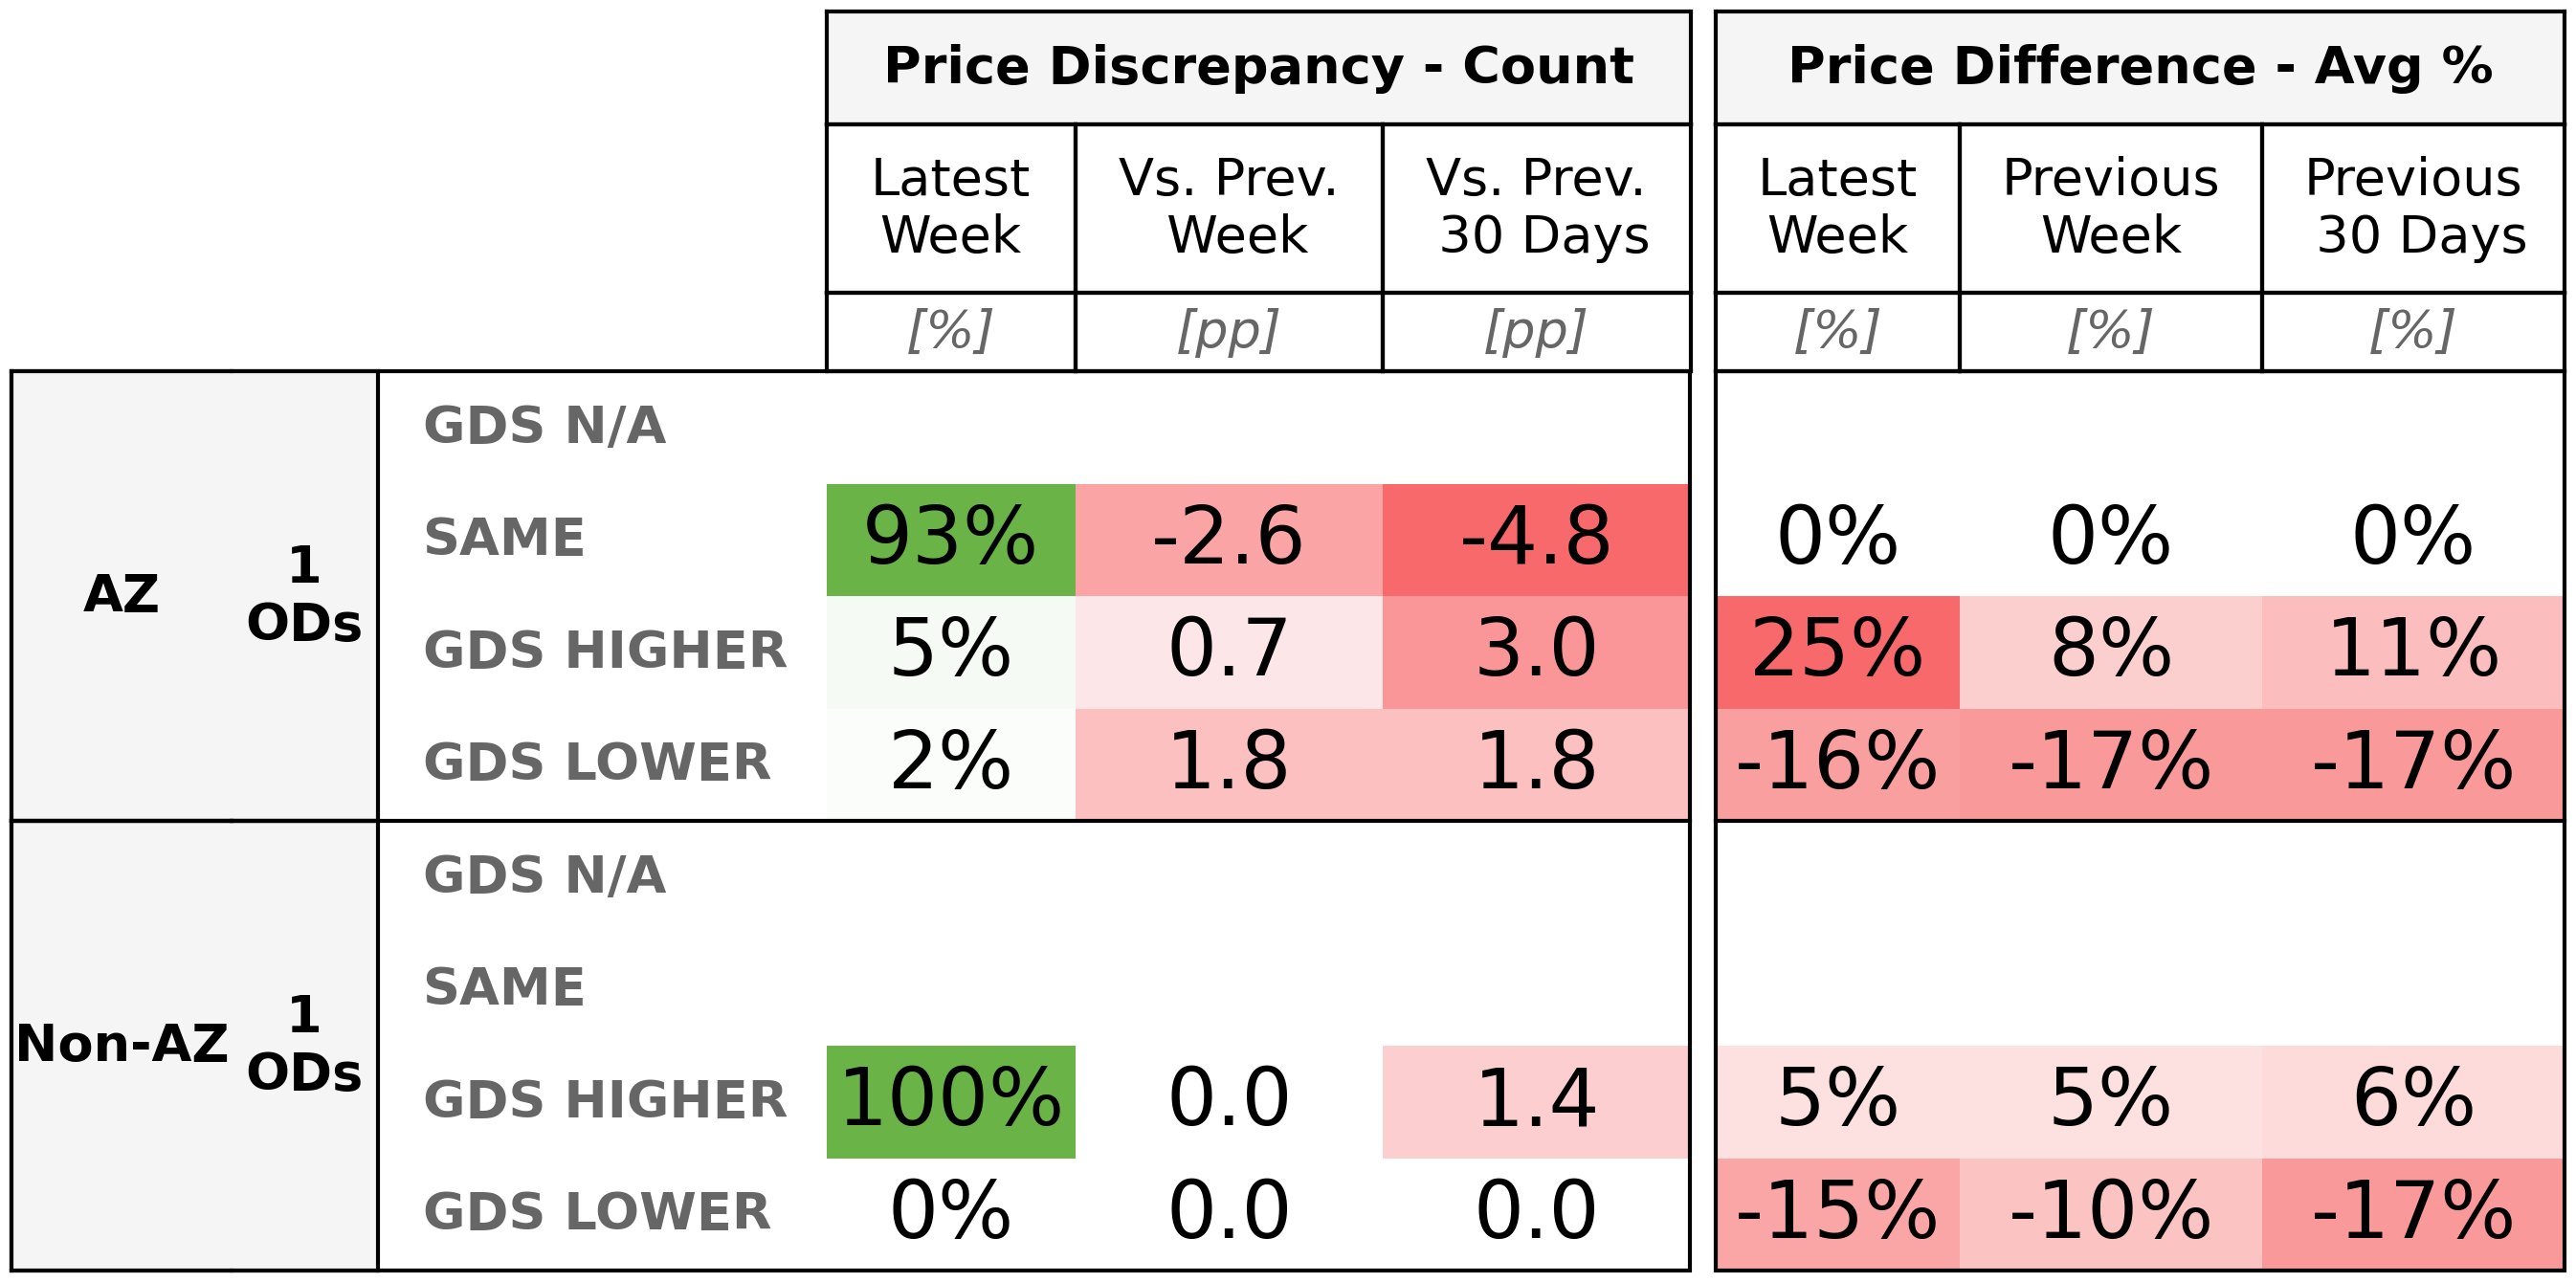 Price Discrepancy - Count Price Difference - Avg %
Latest Week Vs. Prev. Week Vs. Prev. 30 Days Latest Week Previous Week Previous 30 Days
[%] [pp] [pp] [%] [%] [%]
AZ 1 ODs
GDS N/A
SAME 93% -2.6 -4.8 0% 0% 0%
GDS HIGHER 5% 0.7 3.0 25% 8% 11%
GDS LOWER 2% 1.8 1.8 -16% -17% -17%
Non-AZ 1 ODs
GDS N/A
SAME
GDS HIGHER 100% 0.0 1.4 5% 5% 6%
GDS LOWER 0% 0.0 0.0 -15% -10% -17%